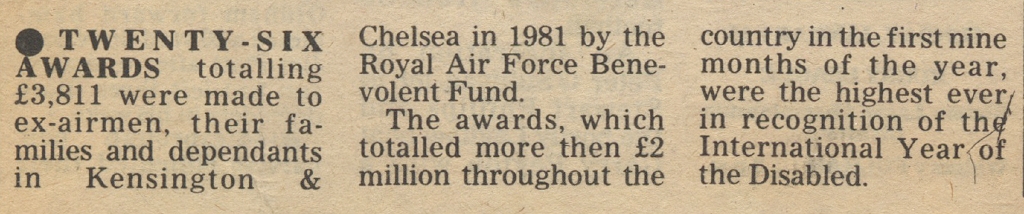 ● TWENTY-SIX
AWARDS totalling
£3,811 were made to
ex-airmen, their fa-
milies and dependants
in Kensington &
Chelsea in 1981 by the
Royal Air Force Bene-
volent Fund.
The awards, which
totalled more then £2
million throughout the
country in the first nine
months of the year,
were the highest ever
in recognition of the
International Year of
the Disabled.